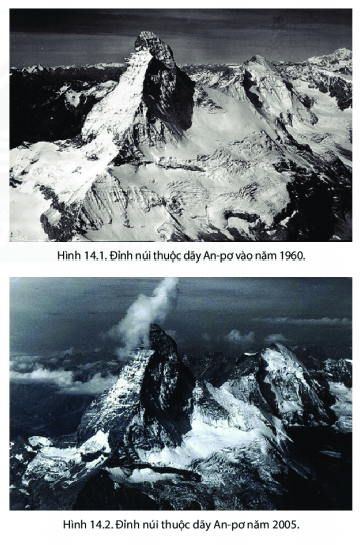 Hình 14.1. Đỉnh núi thuộc dãy An-pơ vào năm 1960.
Hình 14.2. Đỉnh núi thuộc dãy An-pơ năm 2005.